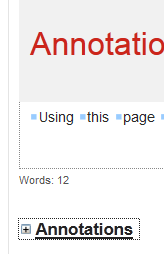 Annotatio
Using this page
Words: 12
Annotations